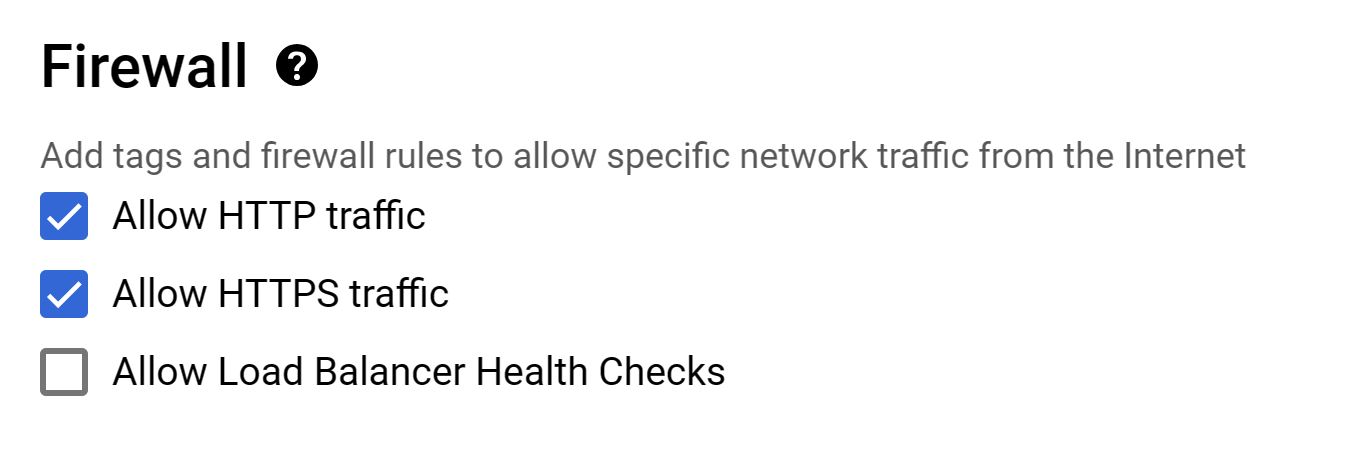 Firewall ?
Add tags and firewall rules to allow specific network traffic from the Internet
Allow HTTP traffic
Allow HTTPS traffic
Allow Load Balancer Health Checks